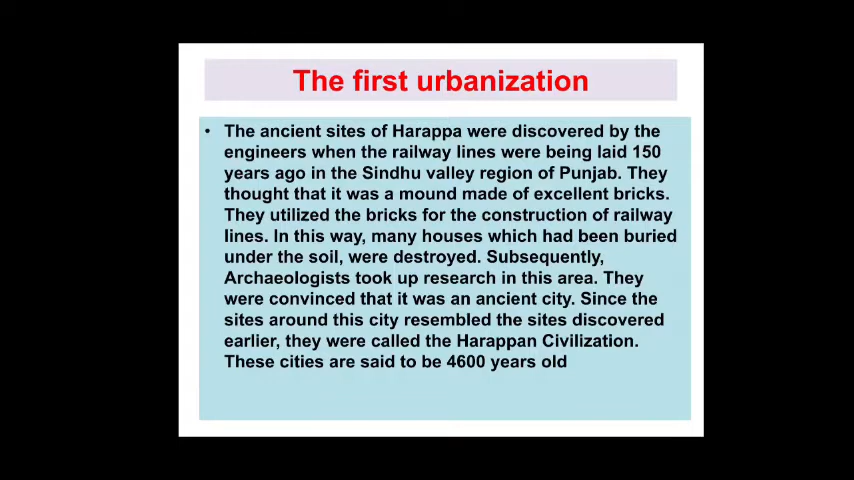 The first urbanization
• The ancient sites of Harappa were discovered by the
engineers when the railway lines were being laid 150
years ago in the Sindhu valley region of Punjab. They
thought that it was a mound made of excellent bricks.
They utilized the bricks for the construction of railway
lines. In this way, many houses which had been buried
under the soil, were destroyed. Subsequently,
Archaeologists took up research in this area. They
were convinced that it was an ancient city. Since the
sites around this city resembled the sites discovered
earlier, they were called the Harappan Civilization.
These cities are said to be 4600 years old